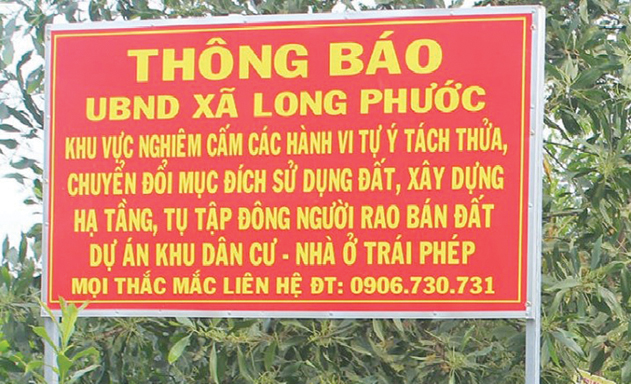 THÔNG BÁO
UBND XÃ LONG PHƯỚC
KHU VỰC NGHIÊM CẤM CÁC HÀNH VI TỰ Ý TÁCH THỬA,
CHUYỂN ĐỔI MỤC ĐÍCH SỬ DỤNG ĐẤT, XÂY DỰNG
HẠ TẦNG, TỤ TẬP ĐÔNG NGƯỜI RAO BÁN ĐẤT
DỰ ÁN KHU DÂN CƯ - NHÀ Ở TRÁI PHÉP
MỌI THẮC MẮC LIÊN HỆ ĐT: 0906.730.731